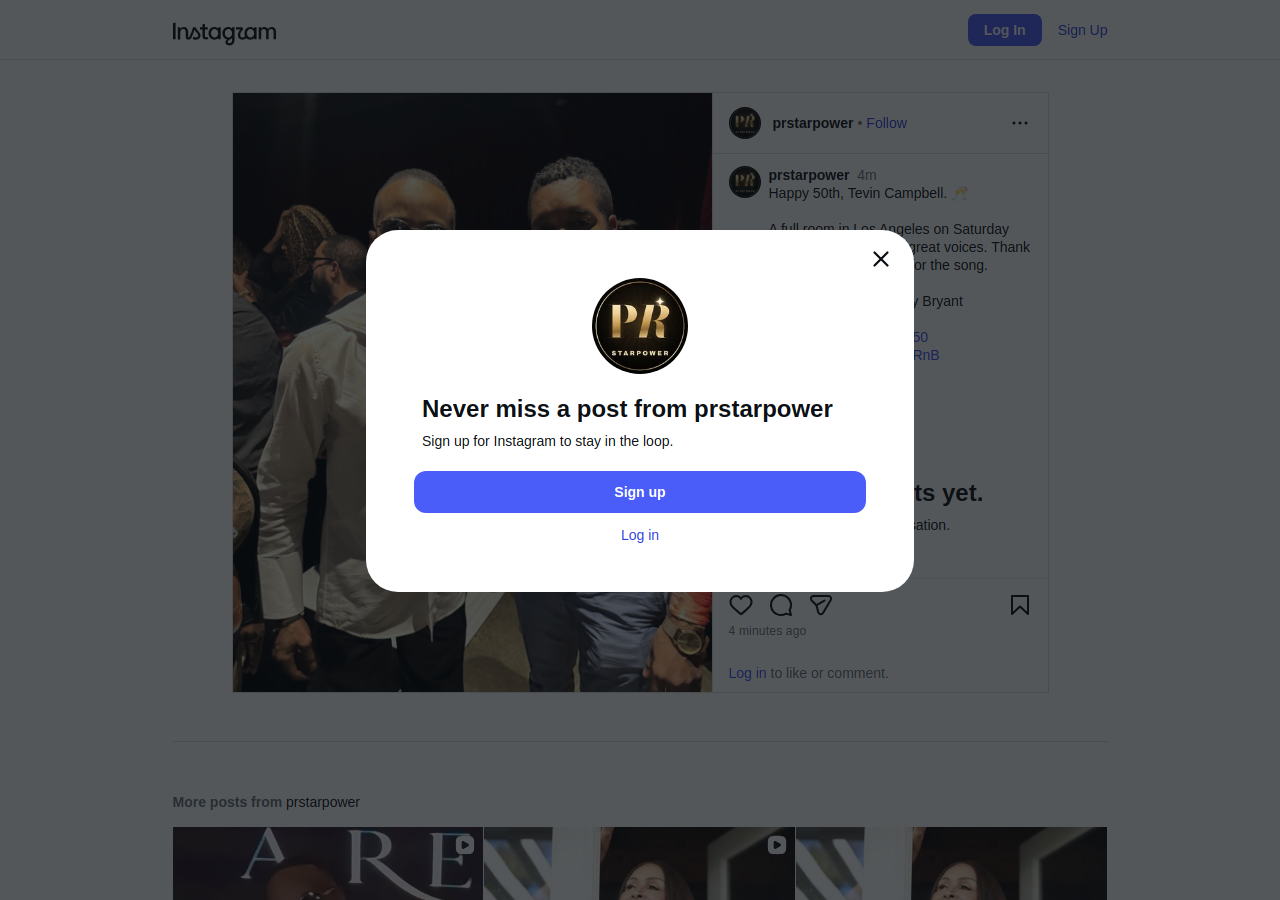 Instagram
Log In
Sign Up
prstarpower • Follow
prstarpower 4m
Happy 50th, Tevin Campbell. 🥂
A full room in Los Angeles on Saturday
great voices. Thank
or the song.
Bryant
50
RnB
PR
STARPOWER
Never miss a post from prstarpower
Sign up for Instagram to stay in the loop.
Sign up
Log in
ts yet.
4 minutes ago
Log in to like or comment.
More posts from prstarpower
A RE